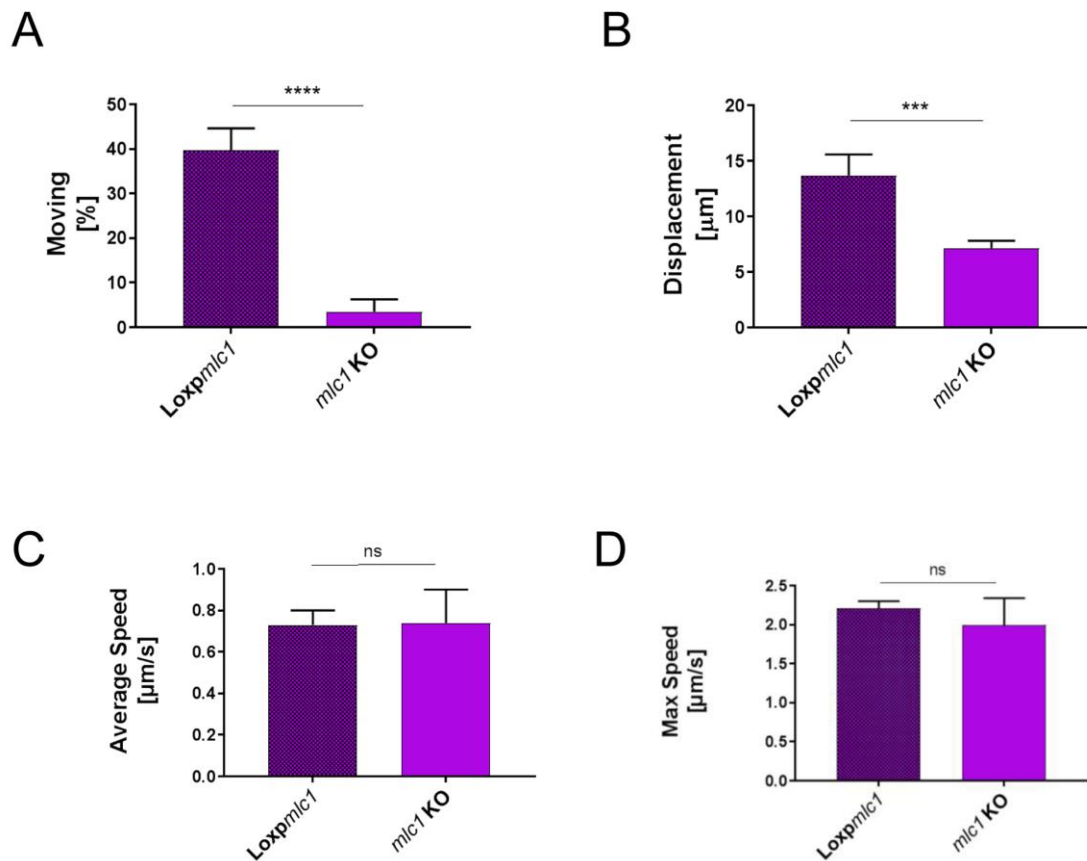 A
Moving
[%]
50
40
30
20
10
0
****
Loxpmlc1
mlc1 KO
B
Displacement
[µm]
20
15
10
5
0
***
Loxpmlc1
mlc1 KO
C
Average Speed
[µm/s]
1.0
0.8
0.6
0.4
0.2
0.0
ns
Loxpmlc1
mlc1 KO
D
Max Speed
[µm/s]
2.5
2.0
1.5
1.0
0.5
0.0
ns
Loxpmlc1
mlc1 KO